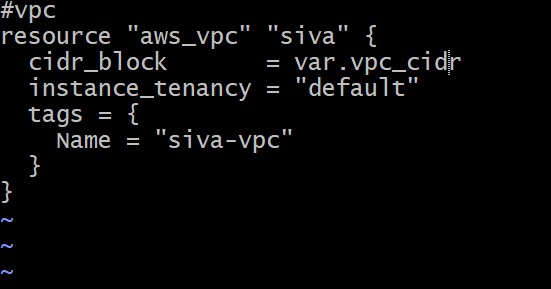 #vpc
resource "aws_vpc" "siva" {
  cidr_block       = var.vpc_cidr
  instance_tenancy = "default"
  tags = {
    Name = "siva-vpc"
  }
}
~
~
~